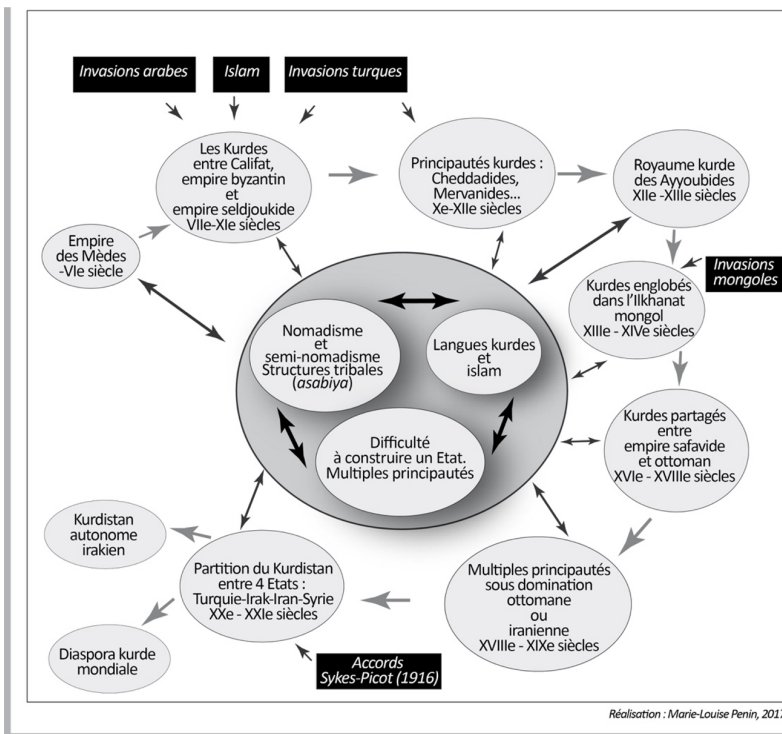 Invasions arabes
Islam
Invasions turques
Les Kurdes
entre Califat,
empire byzantin
et
empire seldjoukide
VIIe-XIe siècles
Principautés kurdes :
Cheddadides,
Mervanides...
Xe-XIIe siècles
Royaume kurde
des Ayyoubides
XIIe -XIIIe siècles
Empire
des Mèdes
-VIe siècle
Invasions
mongoles
Kurdes englobés
dans l'Ilkhanat
mongol
XIIIe - XIVe siècles
Nomadisme
et
semi-nomadisme
Structures tribales
(asabiya)
Langues kurdes
et
islam
Difficulté
à construire un Etat.
Multiples principautés
Kurdes partagés
entre
empire safavide
et ottoman
XVIe - XVIIIe siècles
Multiples principautés
sous domination
ottomane
ou
iranienne
XVIIIe - XIXe siècles
Partition du Kurdistan
entre 4 Etats :
Turquie-Irak-Iran-Syrie
XXe - XXIe siècles
Kurdistan
autonome
irakien
Diaspora kurde
mondiale
Accords
Sykes-Picot (1916)
Réalisation : Marie-Louise Penin, 2017